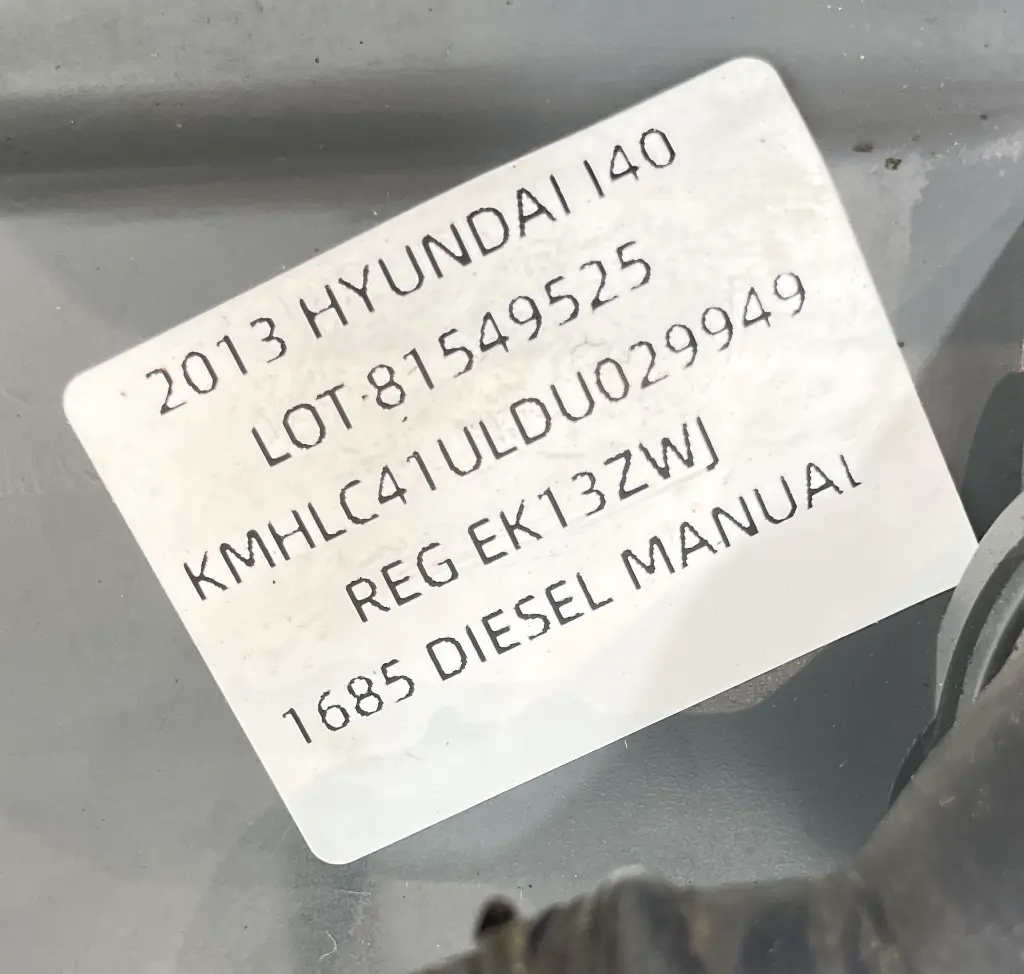 2013 HYUNDAI I40
LOT 81549525
KMHLC41ULDU029949
REG EK13ZWJ
1685 DIESEL MANUAL